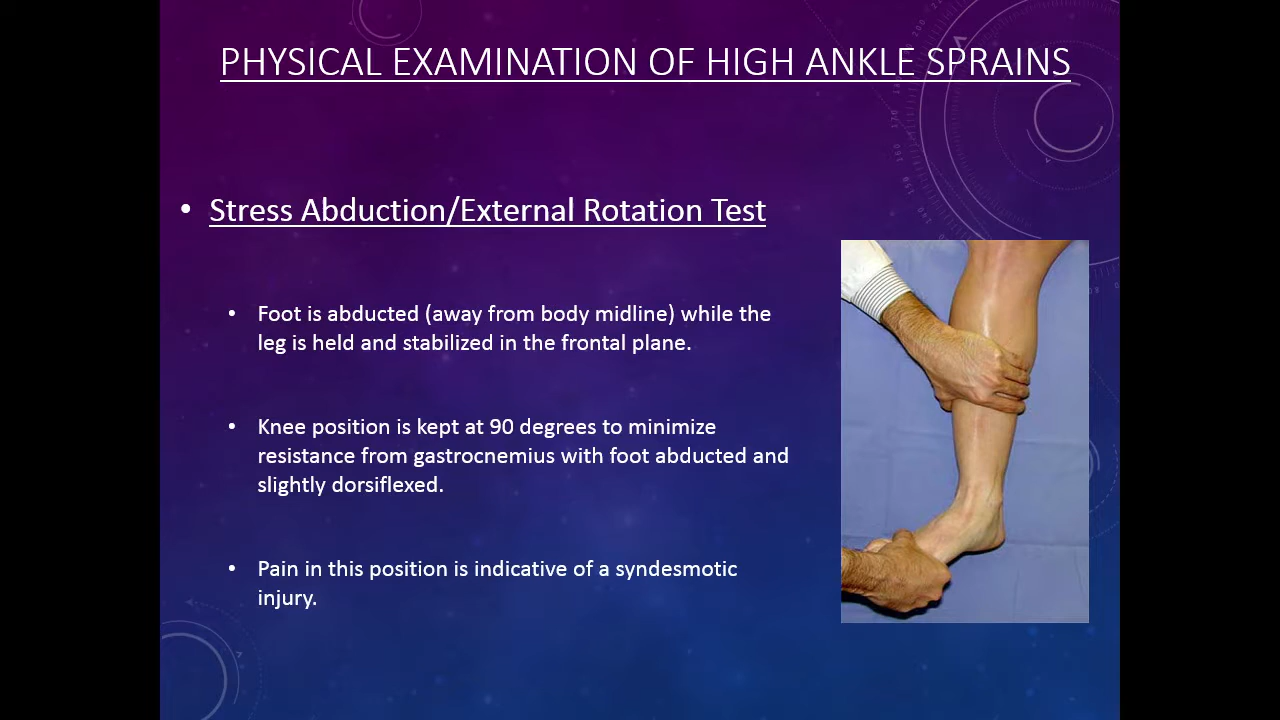 PHYSICAL EXAMINATION OF HIGH ANKLE SPRAINS
• Stress Abduction/External Rotation Test
• Foot is abducted (away from body midline) while the
leg is held and stabilized in the frontal plane.
• Knee position is kept at 90 degrees to minimize
resistance from gastrocnemius with foot abducted and
slightly dorsiflexed.
• Pain in this position is indicative of a syndesmotic
injury.